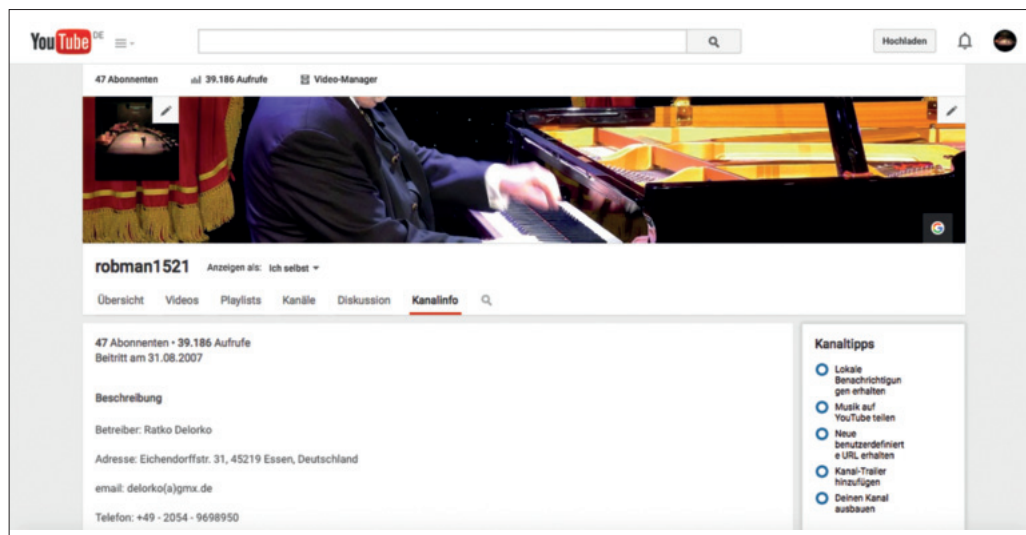 YouTube DE
Hochladen
47 Abonnenten 39.186 Aufrufe Video-Manager
robman1521 Anzeigen als: Ich selbst
Übersicht Videos Playlists Kanäle Diskussion Kanalinfo
47 Abonnenten • 39.186 Aufrufe
Beitritt am 31.08.2007
Beschreibung
Betreiber: Ratko Delorko
Adresse: Eichendorffstr. 31, 45219 Essen, Deutschland
email: delorko(a)gmx.de
Telefon: +49 - 2054 - 9698950
Kanaltipps
Lokale
Benachrichtigun
gen erhalten
Musik auf
YouTube teilen
Neue
benutzerdefiniert
e URL erhalten
Kanal-Trailer
hinzufügen
Deinen Kanal
ausbauen